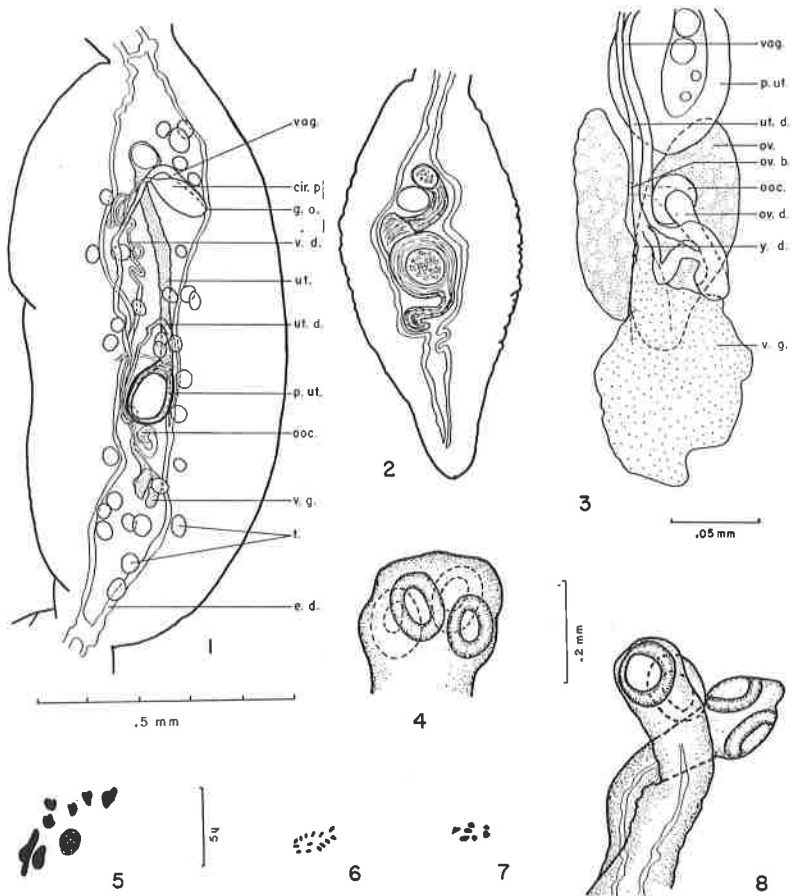 vag.
cir. p.
g. o.
v. d.
ut.
ut. d.
p. ut.
ooc.
v. g.
t.
e. d.
1
.5 mm
2
vag.
p. ut.
ut. d.
ov.
ov. b.
ooc.
ov. d.
y. d.
v. g.
3
.05 mm
4
.2 mm
5
5μ
6
7
8